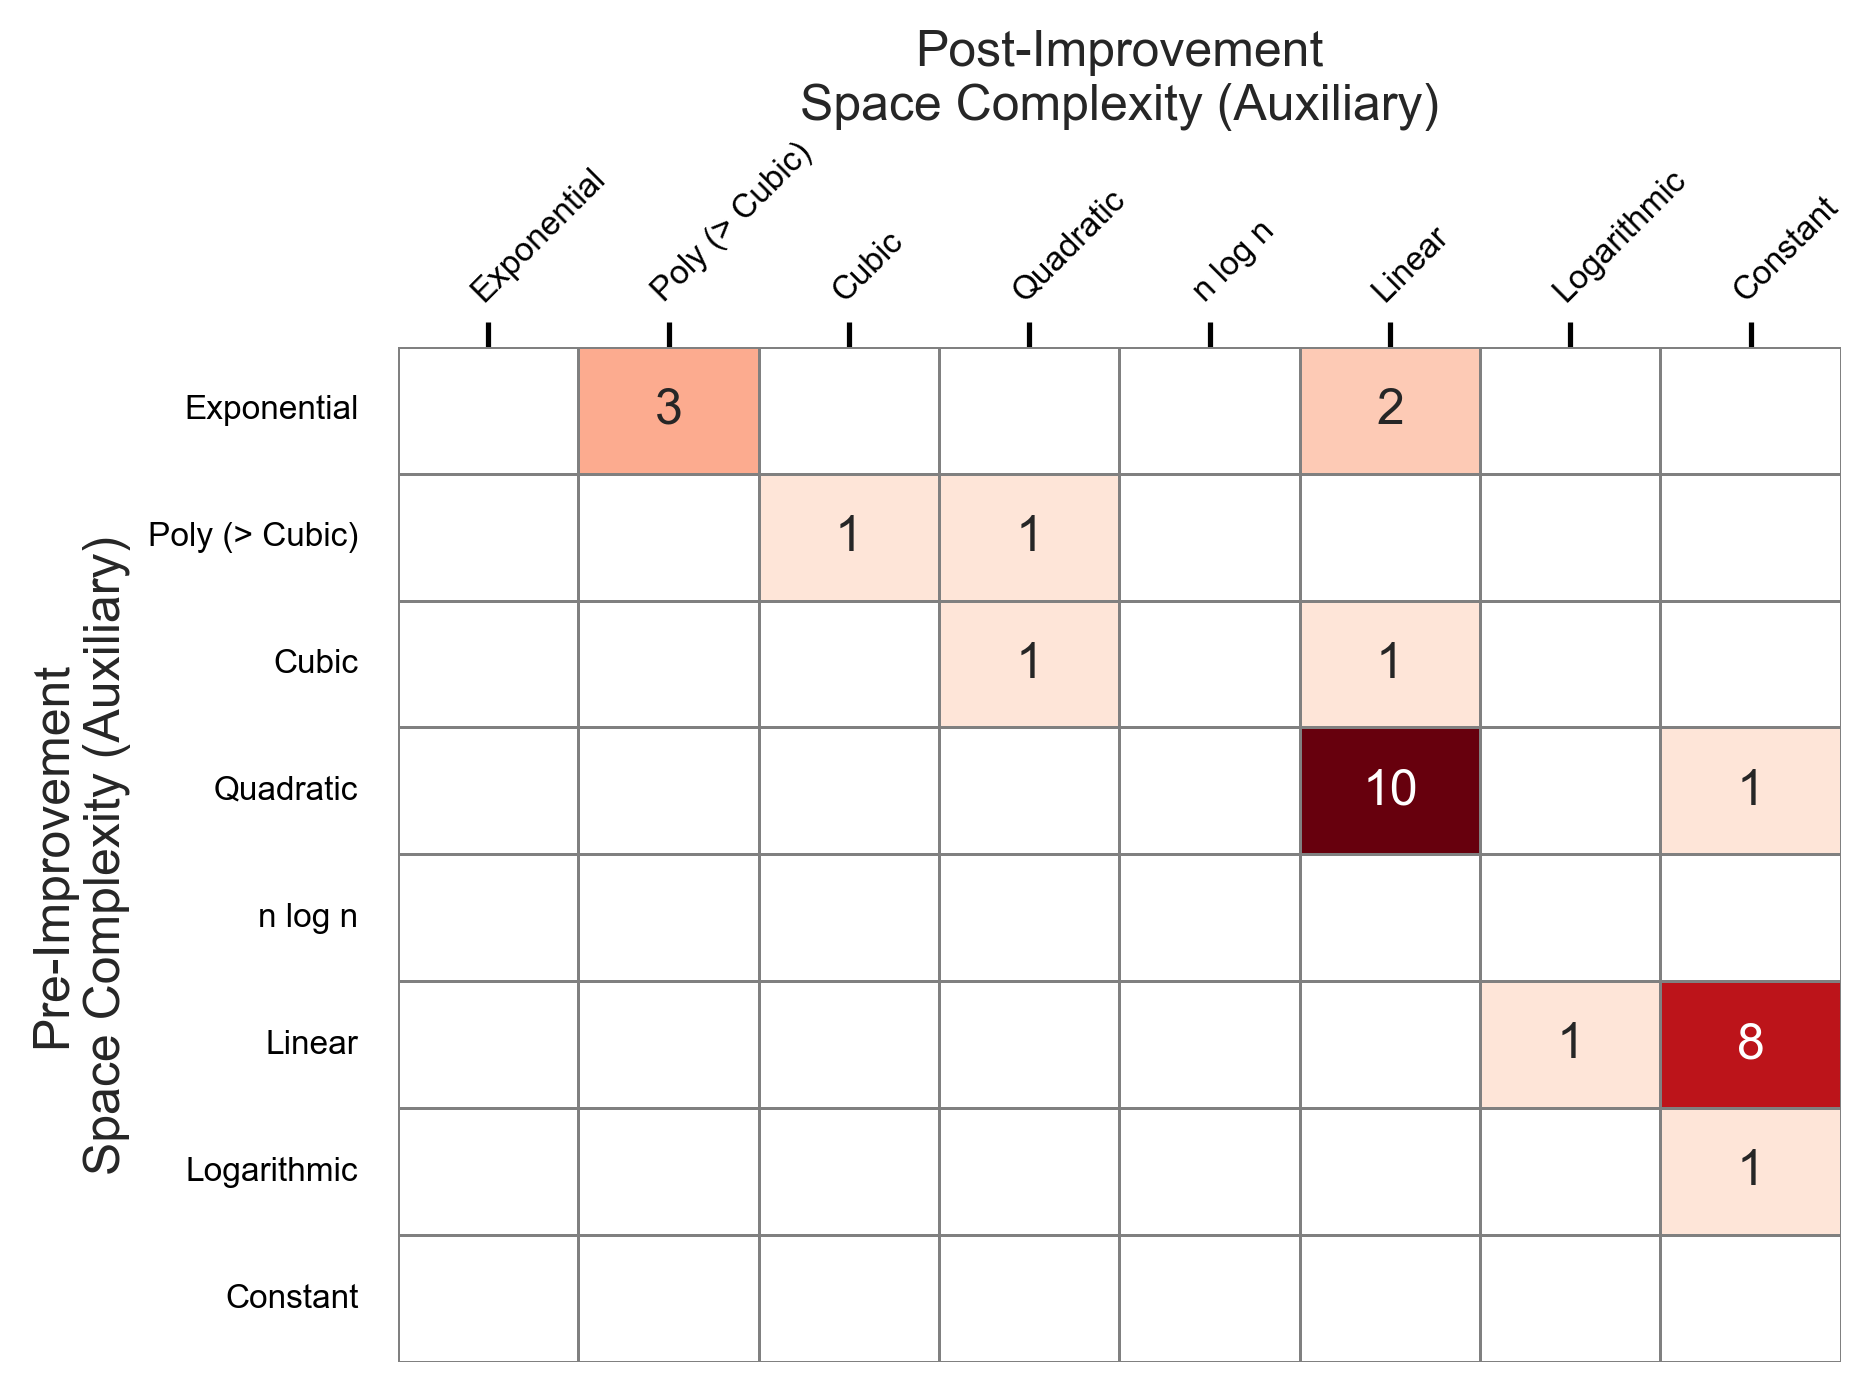 Post-Improvement
Space Complexity (Auxiliary)
Exponential
Poly (> Cubic)
Cubic
Quadratic
n log n
Linear
Logarithmic
Constant
Pre-Improvement
Space Complexity (Auxiliary)
Exponential 3 2
Poly (> Cubic) 1 1
Cubic 1 1
Quadratic 10 1
n log n
Linear 1 8
Logarithmic 1
Constant